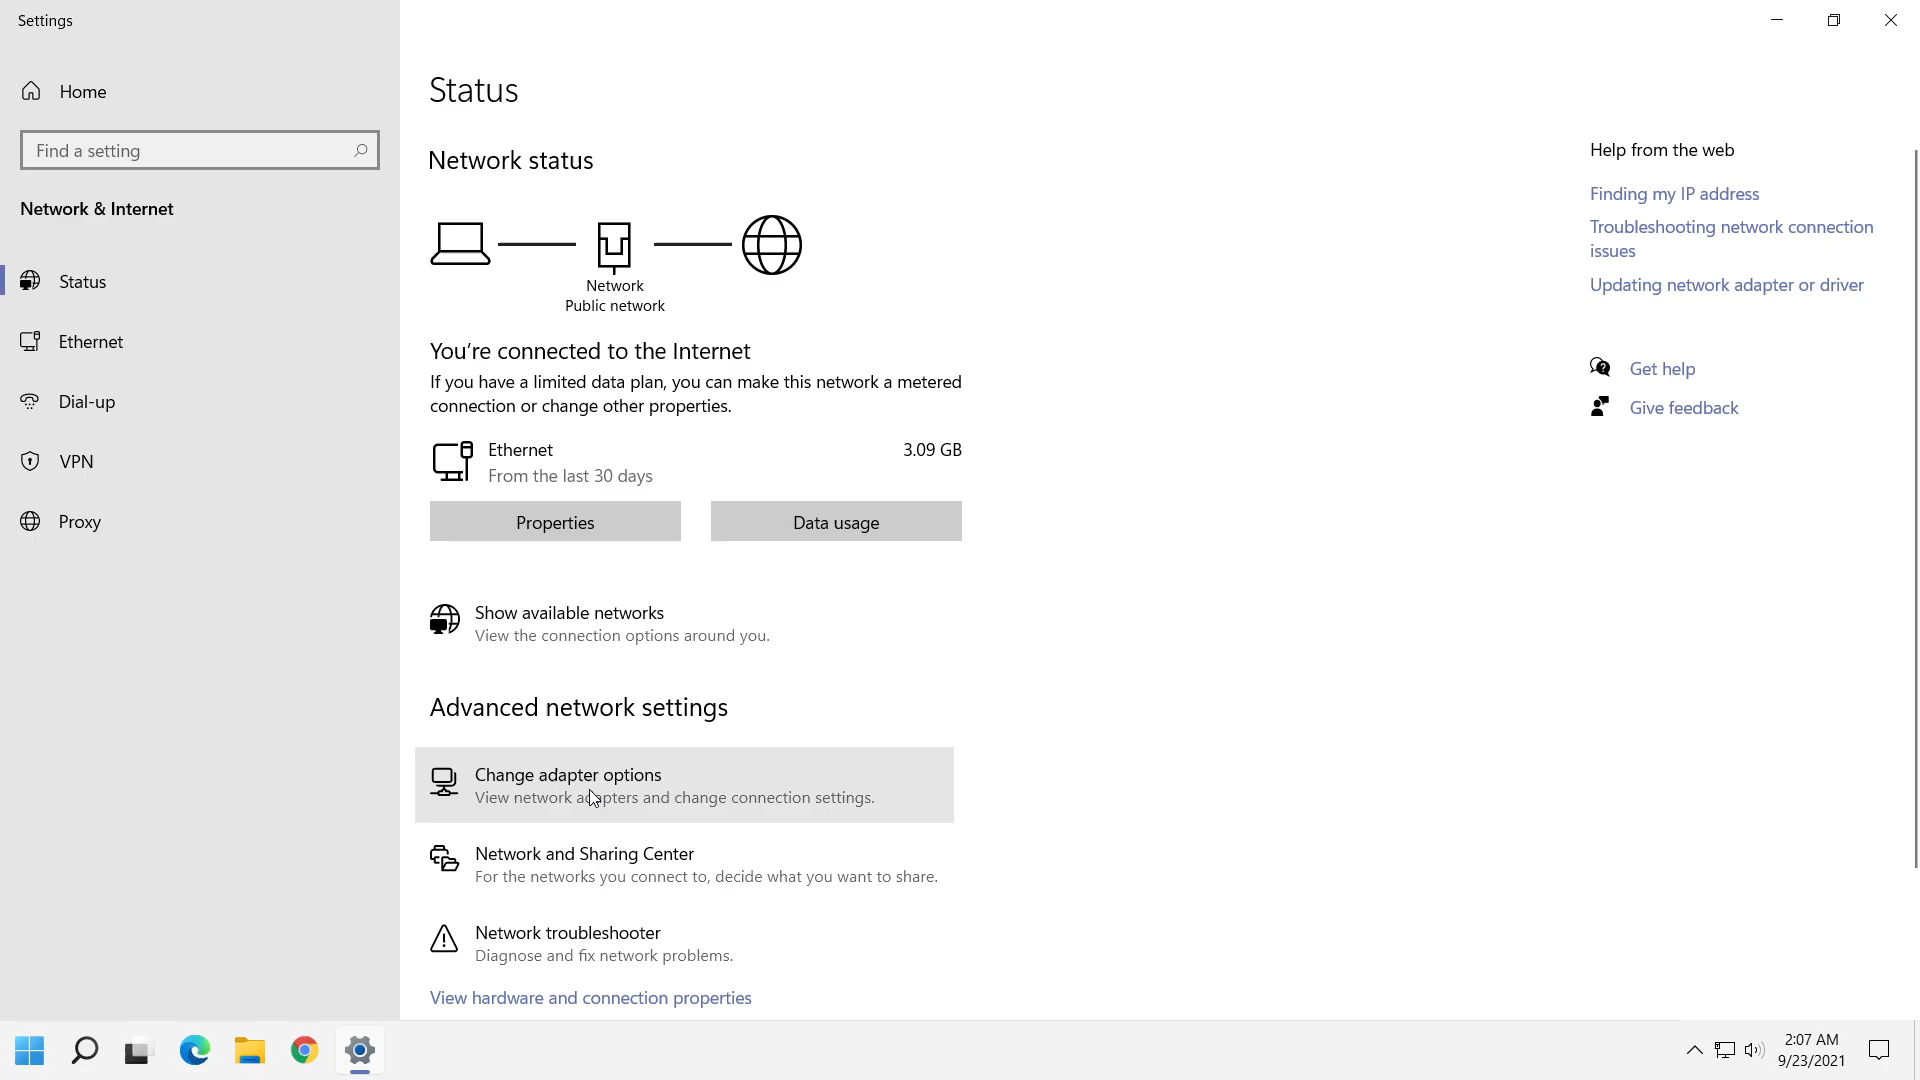 Settings
Home
Find a setting
Network & Internet
Status
Ethernet
Dial-up
VPN
Proxy
Status
Network status
Network
Public network
You're connected to the Internet
If you have a limited data plan, you can make this network a metered
connection or change other properties.
Ethernet 3.09 GB
From the last 30 days
Properties Data usage
Show available networks
View the connection options around you.
Advanced network settings
Change adapter options
View network adapters and change connection settings.
Network and Sharing Center
For the networks you connect to, decide what you want to share.
Network troubleshooter
Diagnose and fix network problems.
View hardware and connection properties
Help from the web
Finding my IP address
Troubleshooting network connection
issues
Updating network adapter or driver
Get help
Give feedback
2:07 AM
9/23/2021